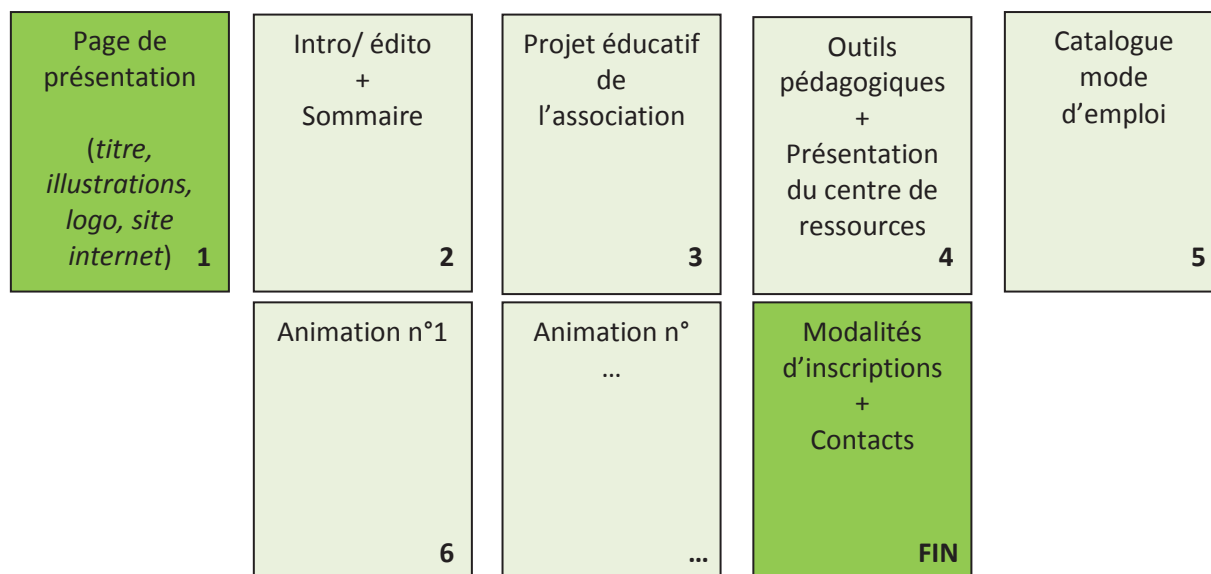 Page de
présentation
(titre,
illustrations,
logo, site
internet) 1
Intro/ édito
+
Sommaire
2
Projet éducatif
de
l’association
3
Outils
pédagogiques
+
Présentation
du centre de
ressources
4
Catalogue
mode
d’emploi
5
Animation n°1
6
Animation n°
…
…
Modalités
d’inscriptions
+
Contacts
FIN